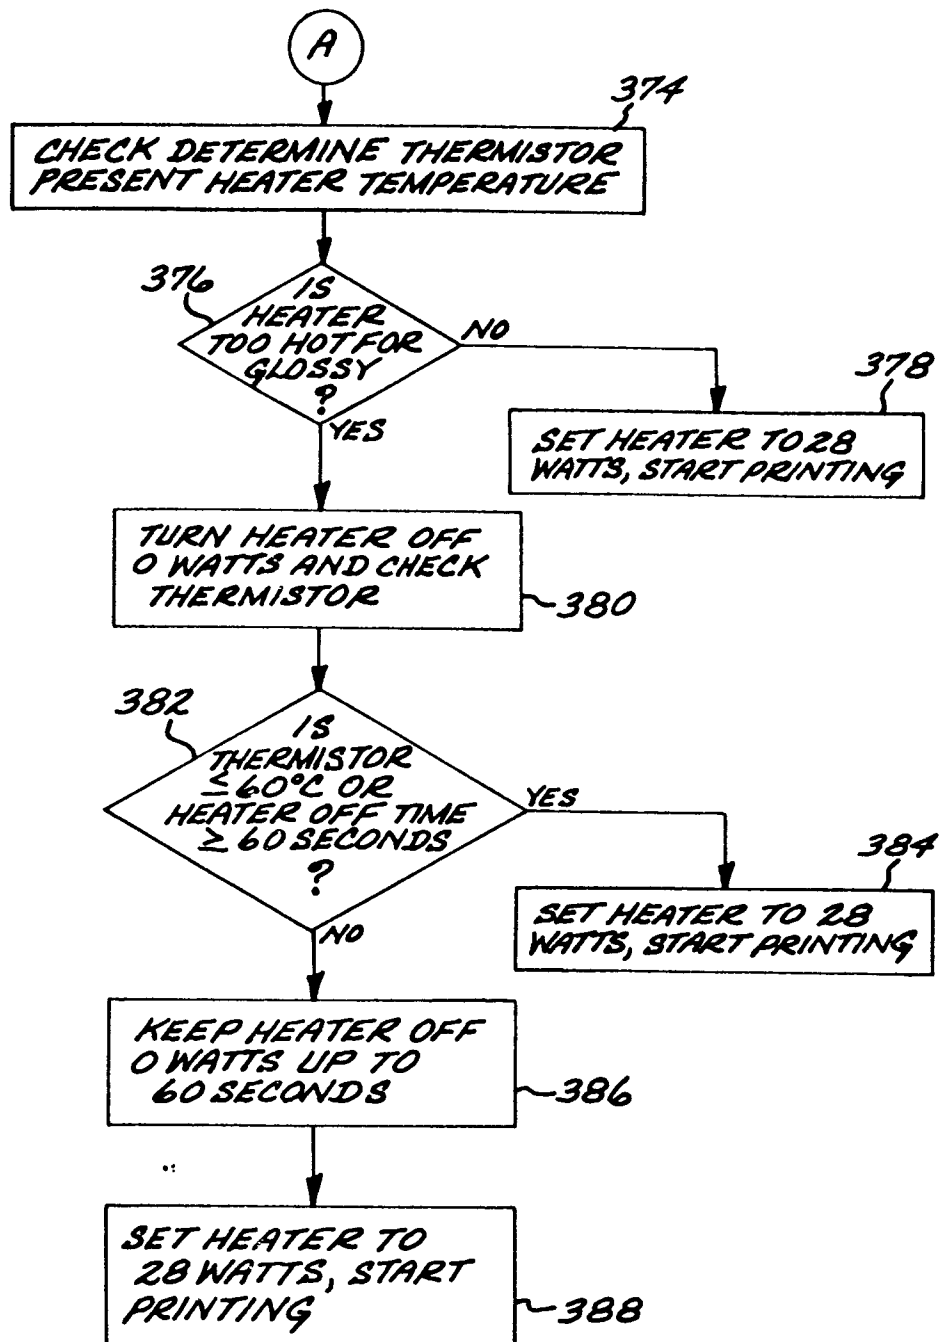 A
374
CHECK DETERMINE THERMISTOR
PRESENT HEATER TEMPERATURE
376
IS
HEATER
TOO HOT FOR
GLOSSY
?
NO
YES
378
SET HEATER TO 28
WATTS, START PRINTING
TURN HEATER OFF
0 WATTS AND CHECK
THERMISTOR
380
382
IS
THERMISTOR
≤ 60°C OR
HEATER OFF TIME
≥ 60 SECONDS
?
YES
NO
384
SET HEATER TO 28
WATTS, START PRINTING
KEEP HEATER OFF
0 WATTS UP TO
60 SECONDS
386
SET HEATER TO
28 WATTS, START
PRINTING
388